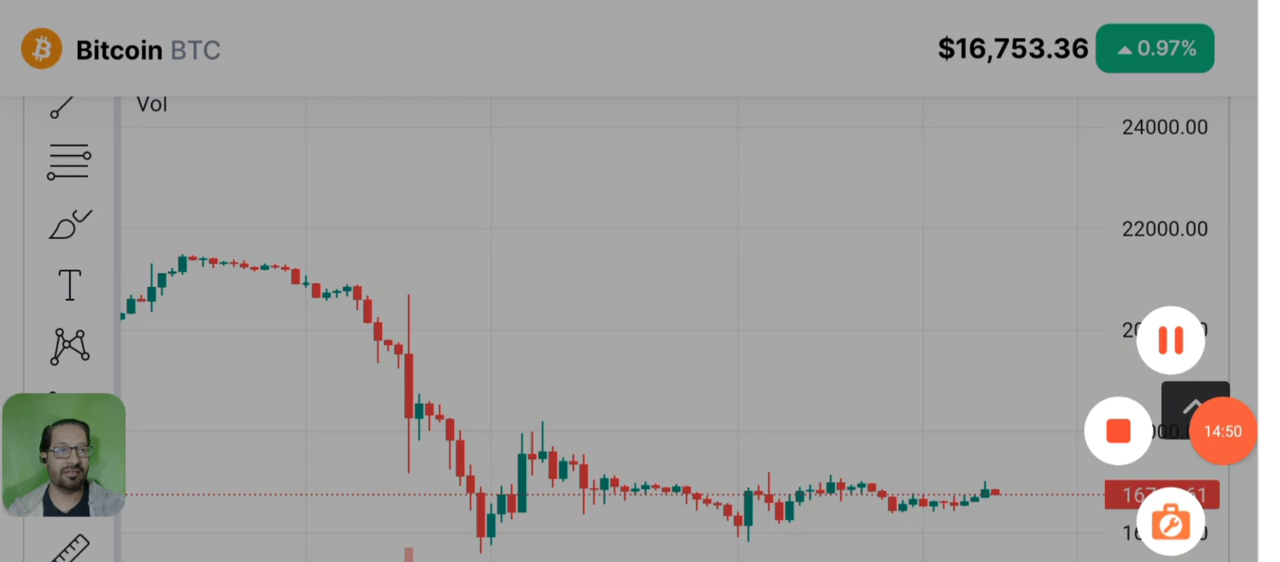 Bitcoin BTC
$16,753.36
0.97%
Vol
24000.00
22000.00
T
14:50